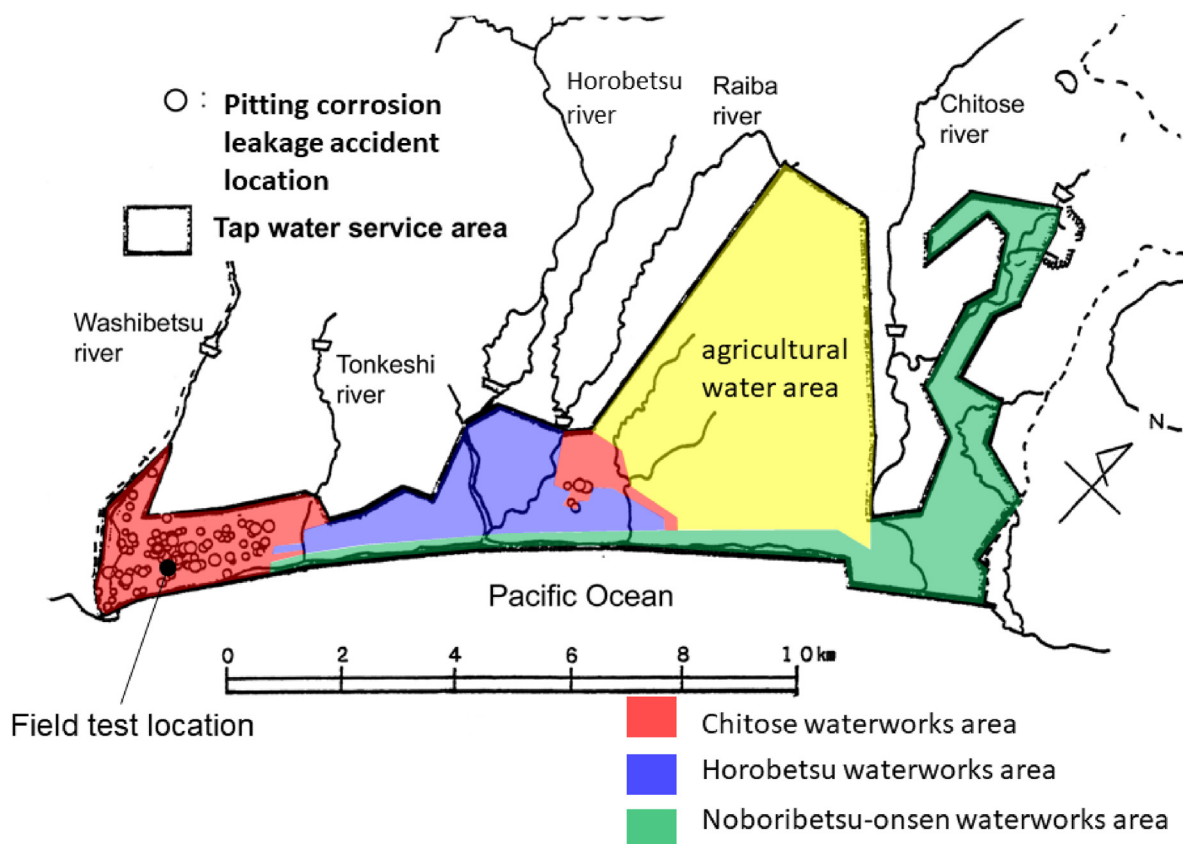 ○ : Pitting corrosion
leakage accident
location
Tap water service area
Horobetsu
river
Raiba
river
Chitose
river
Washibetsu
river
Tonkeshi
river
agricultural
water area
N
Pacific Ocean
0 2 4 6 8 10 km
Field test location
Chitose waterworks area
Horobetsu waterworks area
Noboribetsu-onsen waterworks area